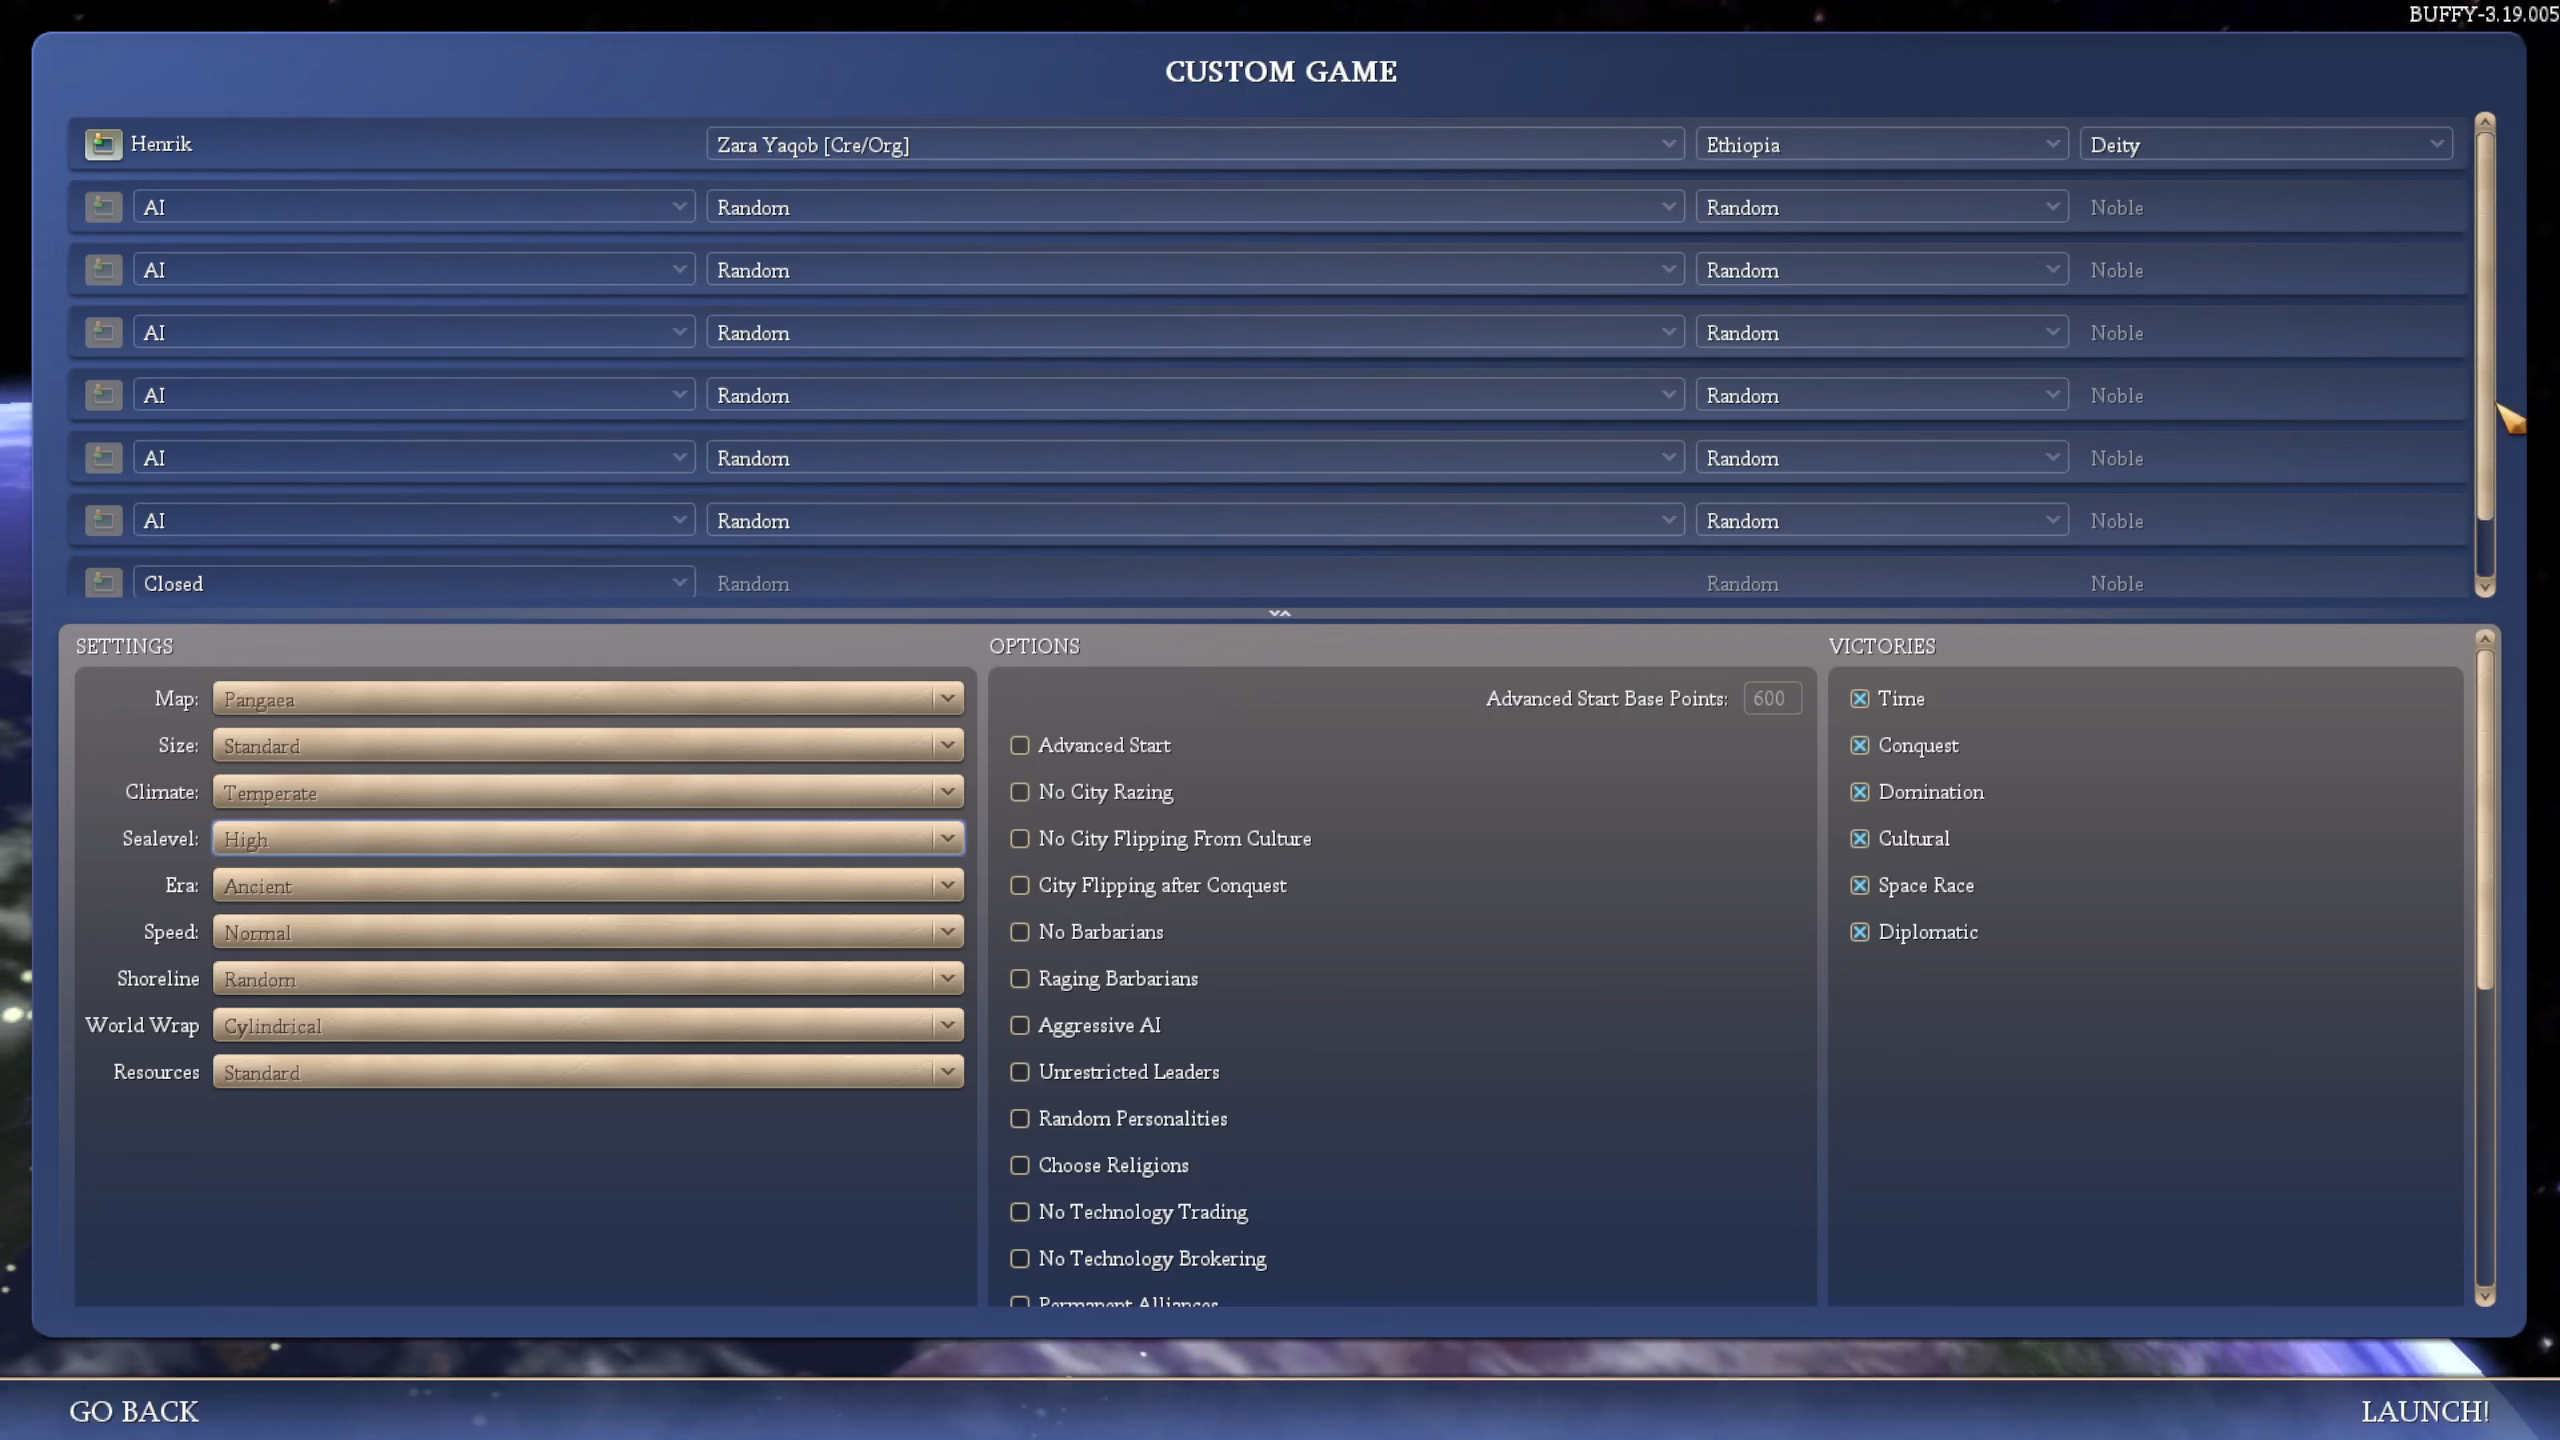 BUFFY-3.19.005
CUSTOM GAME
Henrik Zara Yaqob [Cre/Org] Ethiopia Deity
AI Random Random Noble
AI Random Random Noble
AI Random Random Noble
AI Random Random Noble
AI Random Random Noble
AI Random Random Noble
Closed Random Random Noble
SETTINGS OPTIONS VICTORIES
Map: Pangaea Advanced Start Base Points: 600 Time
Size: Standard Advanced Start Conquest
Climate: Temperate No City Razing Domination
Sealevel: High No City Flipping From Culture Cultural
Era: Ancient City Flipping after Conquest Space Race
Speed: Normal No Barbarians Diplomatic
Shoreline Random Raging Barbarians
World Wrap Cylindrical Aggressive AI
Resources Standard Unrestricted Leaders
Random Personalities
Choose Religions
No Technology Trading
No Technology Brokering
Permanent Alliances
GO BACK LAUNCH!